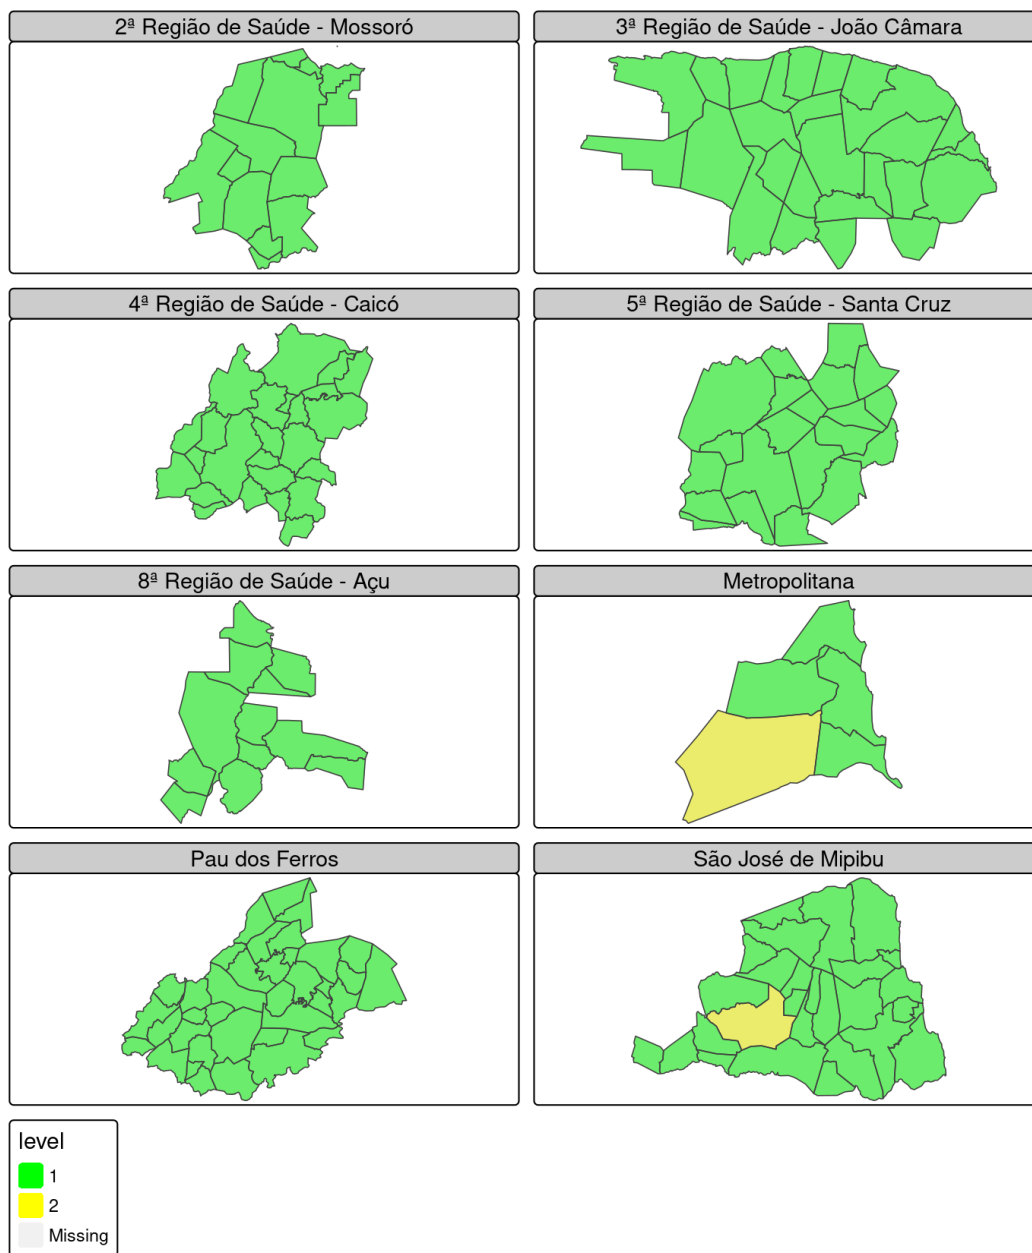 2ª Região de Saúde - Mossoró
3ª Região de Saúde - João Câmara
4ª Região de Saúde - Caicó
5ª Região de Saúde - Santa Cruz
8ª Região de Saúde - Açu
Metropolitana
Pau dos Ferros
São José de Mipibu
level
1
2
Missing